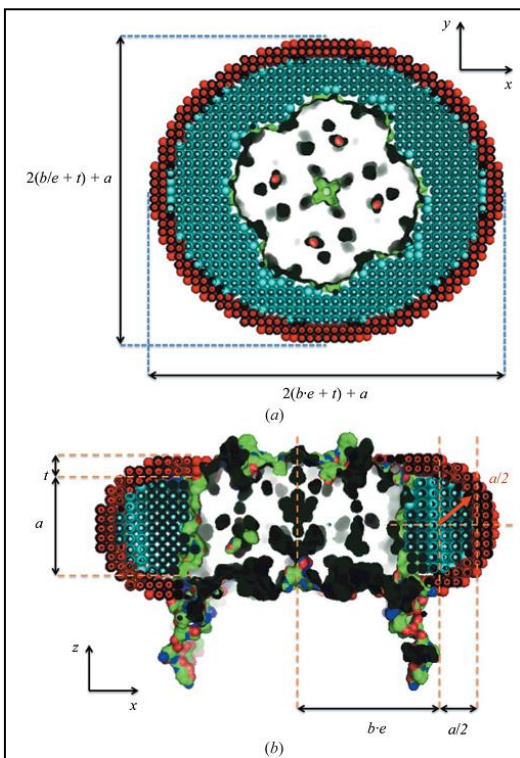 y
x
2(b/e + t) + a
2(b·e + t) + a
(a)
t
a
a/2
z
x
b·e
a/2
(b)